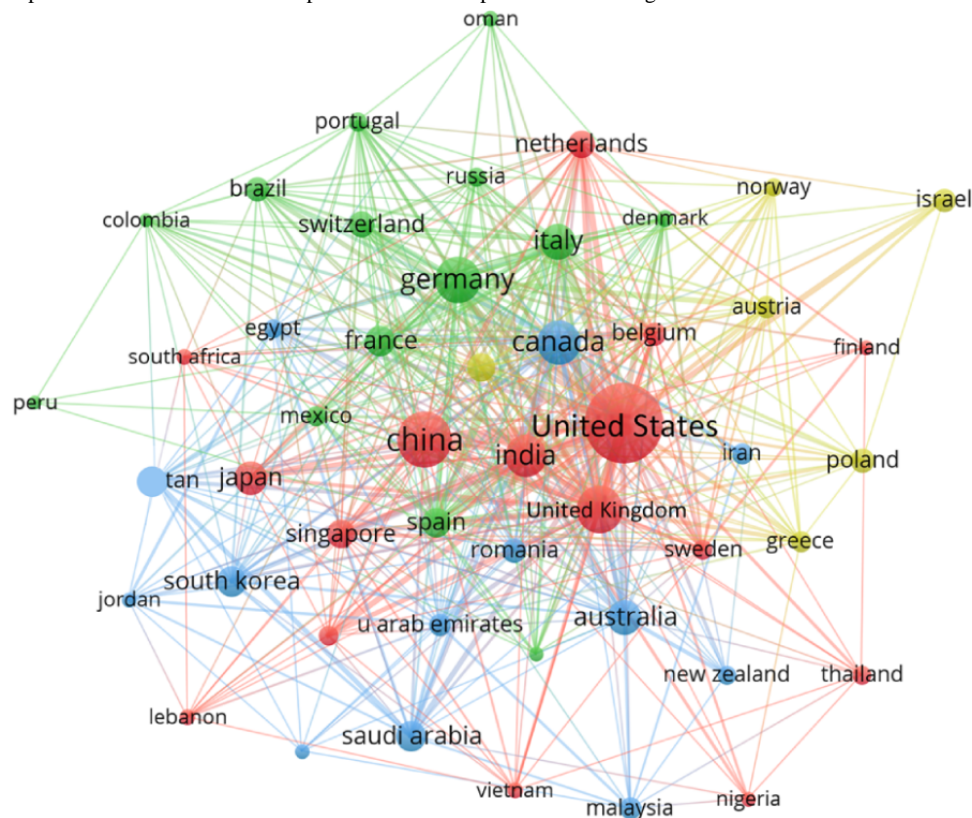 oman
portugal
netherlands
russia
brazil
norway
israel
colombia
switzerland
denmark
italy
germany
austria
egypt
france
canada
belgium
south africa
finland
peru
mexico
china
United States
india
iran
poland
tan
japan
United Kingdom
singapore
spain
romania
sweden
greece
south korea
jordan
u arab emirates
australia
new zealand
thailand
lebanon
saudi arabia
vietnam
malaysia
nigeria